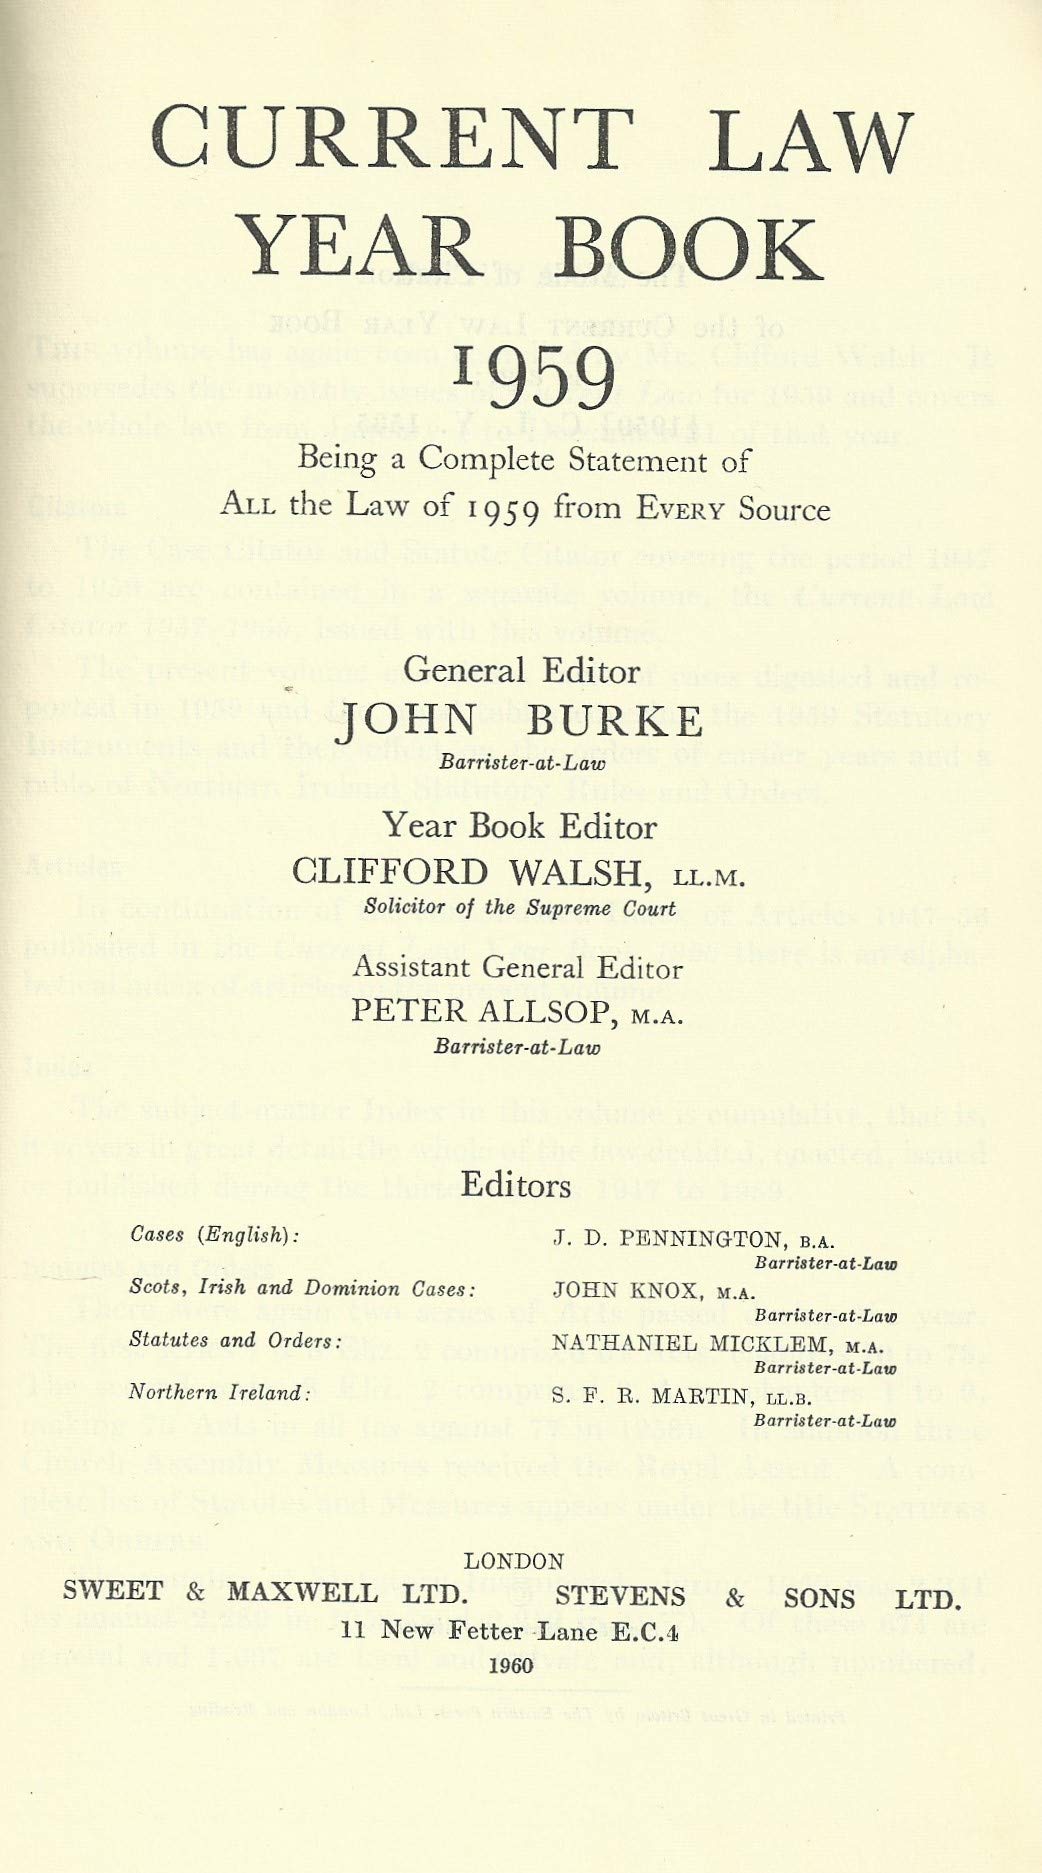 CURRENT LAW
YEAR BOOK
1959
Being a Complete Statement of
ALL the Law of 1959 from EVERY Source
General Editor
JOHN BURKE
Barrister-at-Law
Year Book Editor
CLIFFORD WALSH, LL.M.
Solicitor of the Supreme Court
Assistant General Editor
PETER ALLSOP, M.A.
Barrister-at-Law
Editors
Cases (English): J. D. PENNINGTON, B.A.
Barrister-at-Law
Scots, Irish and Dominion Cases: JOHN KNOX, M.A.
Barrister-at-Law
Statutes and Orders: NATHANIEL MICKLEM, M.A.
Barrister-at-Law
Northern Ireland: S. F. R. MARTIN, LL.B.
Barrister-at-Law
LONDON
SWEET & MAXWELL LTD. STEVENS & SONS LTD.
11 New Fetter Lane E.C.4
1960